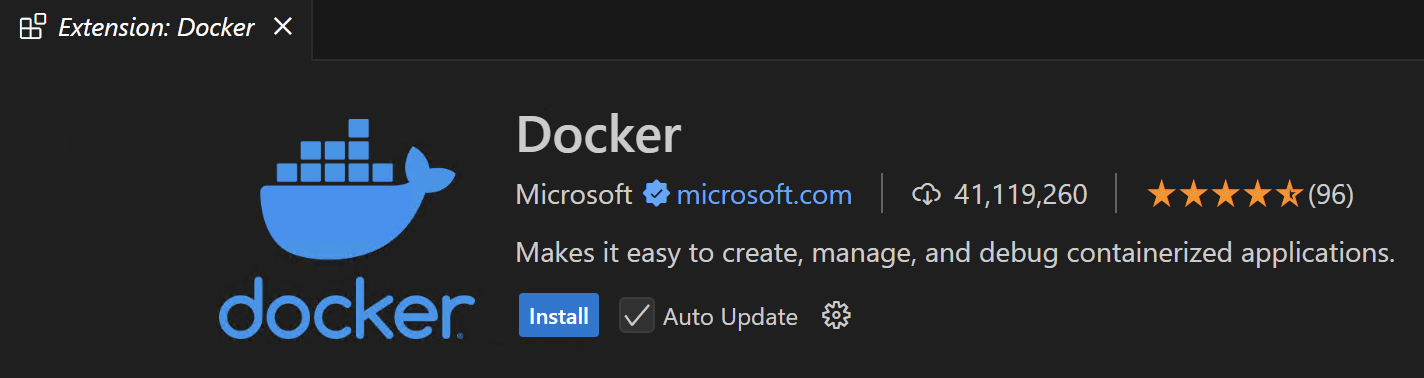 Extension: Docker
Docker
Microsoft microsoft.com 41,119,260 (96)
Makes it easy to create, manage, and debug containerized applications.
docker
Install Auto Update